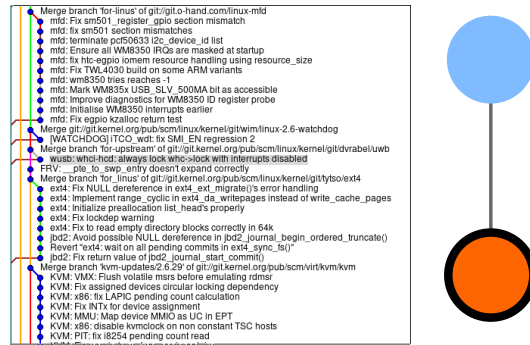 Merge branch 'for-linus' of git://git.o-hand.com/linux-mfd
mfd: Fix sm501_register_gpio section mismatch
mfd: fix sm501 section mismatches
mfd: terminate pcf50633 i2c_device_id list
mfd: Ensure all WM8350 IRQs are masked at startup
mfd: fix htc-egpio iomem resource handling using resource_size
mfd: Fix TWL4030 build on some ARM variants
mfd: wm8350 tries reaches -1
mfd: Mark WM835x USB_SLV_500MA bit as accessible
mfd: Improve diagnostics for WM8350 ID register probe
mfd: Initialise WM8350 interrupts earlier
mfd: Fix egpio kzalloc return test
Merge git://git.kernel.org/pub/scm/linux/kernel/git/wim/linux-2.6-watchdog
[WATCHDOG] iTCO_wdt: fix SMI_EN regression 2
Merge branch 'for-upstream' of git://git.kernel.org/pub/scm/linux/kernel/git/dvrabel/uwb
wusb: whci-hcd: always lock whc->lock with interrupts disabled
FRV: __pte_to_swp_entry doesn't expand correctly
Merge branch 'for_linus' of git://git.kernel.org/pub/scm/linux/kernel/git/tytso/ext4
ext4: Fix NULL dereference in ext4_ext_migrate()'s error handling
ext4: Implement range_cyclic in ext4_da_writepages instead of write_cache_pages
ext4: Initialize preallocation list_head's properly
ext4: Fix lockdep warning
ext4: Fix to read empty directory blocks correctly in 64k
jbd2: Avoid possible NULL dereference in jbd2_journal_begin_ordered_truncate()
Revert "ext4: wait on all pending commits in ext4_sync_fs()"
jbd2: Fix return value of jbd2_journal_start_commit()
Merge branch 'kvm-updates/2.6.29' of git://git.kernel.org/pub/scm/virt/kvm/kvm
KVM: VMX: Flush volatile msrs before emulating rdmsr
KVM: Fix assigned devices circular locking dependency
KVM: x86: fix LAPIC pending count calculation
KVM: Fix INTx for device assignment
KVM: MMU: Map device MMIO as UC in EPT
KVM: x86: disable kvmclock on non constant TSC hosts
KVM: PIT: fix i8254 pending count read